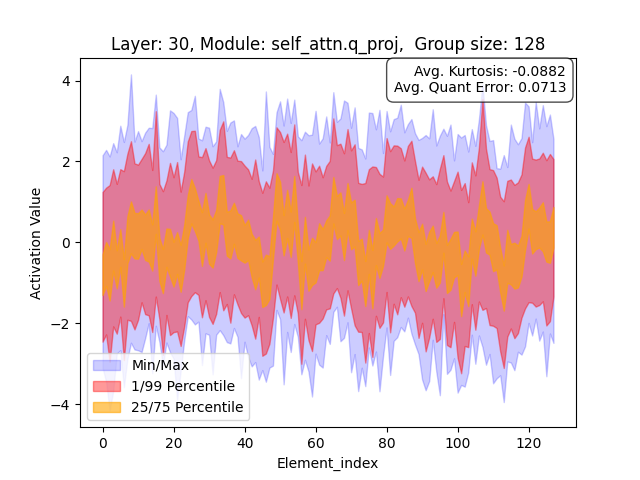 Layer: 30, Module: self_attn.q_proj,  Group size: 128
Avg. Kurtosis: -0.0882
Avg. Quant Error: 0.0713
Activation Value
4
2
0
−2
−4
Min/Max
1/99 Percentile
25/75 Percentile
0 20 40 60 80 100 120
Element_index